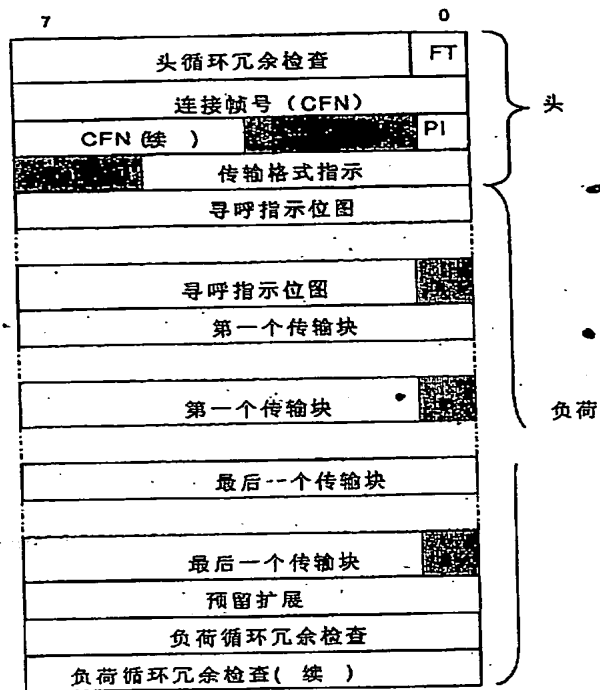 7 0
头循环冗余检查 FT
连接帧号（CFN）
头
CFN (续 ) PI
传输格式指示
寻呼指示位图
寻呼指示位图
第一个传输块
第一个传输块
负荷
最后一个传输块
最后一个传输块
预留扩展
负荷循环冗余检查
负荷循环冗余检查( 续 )